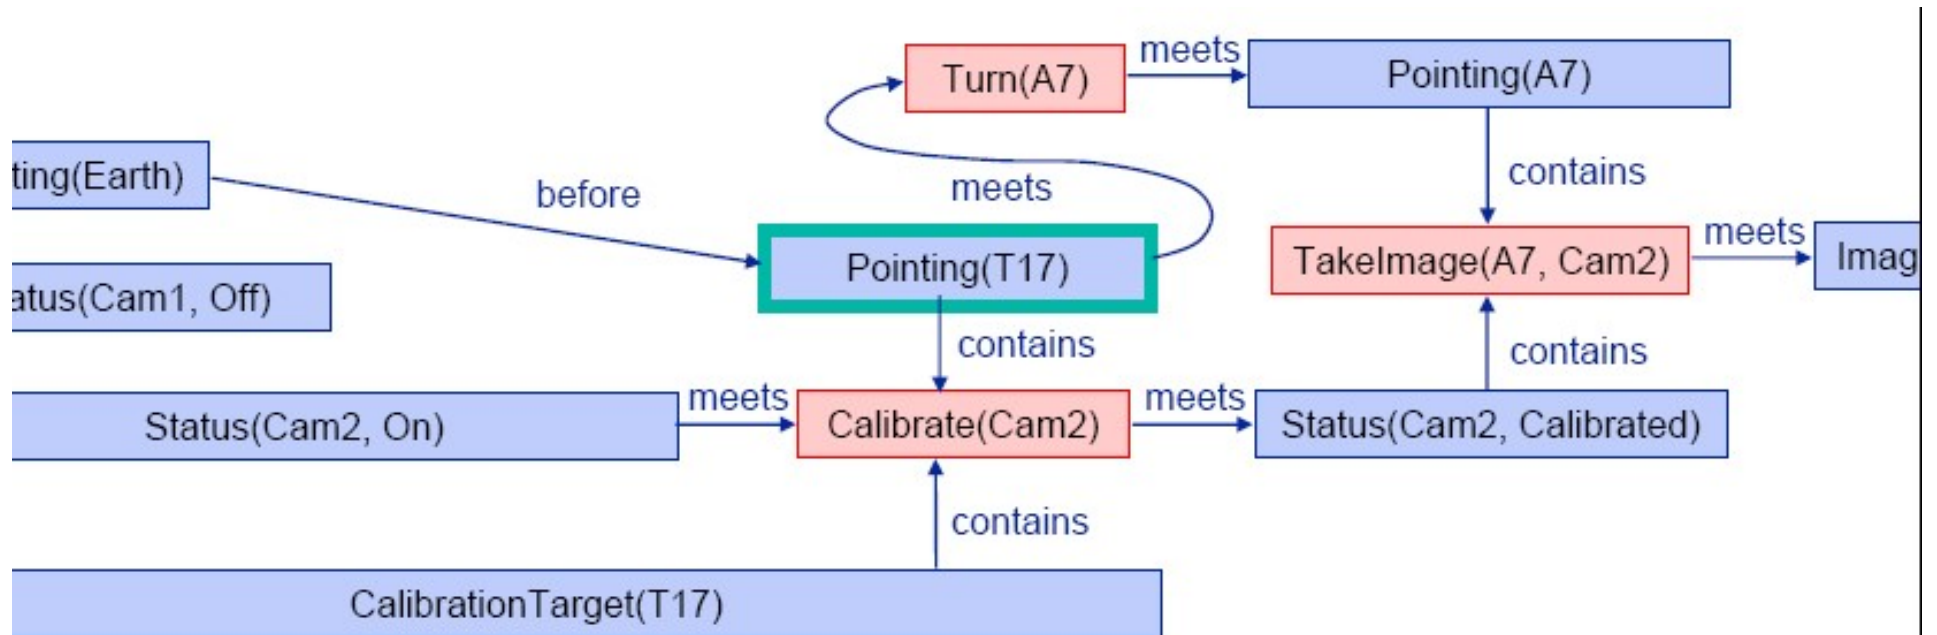 meets
Turn(A7)
Pointing(A7)
ting(Earth)
before
meets
contains
Pointing(T17)
TakeImage(A7, Cam2)
meets
Imag
atus(Cam1, Off)
contains
contains
Status(Cam2, On)
meets
Calibrate(Cam2)
meets
Status(Cam2, Calibrated)
contains
CalibrationTarget(T17)